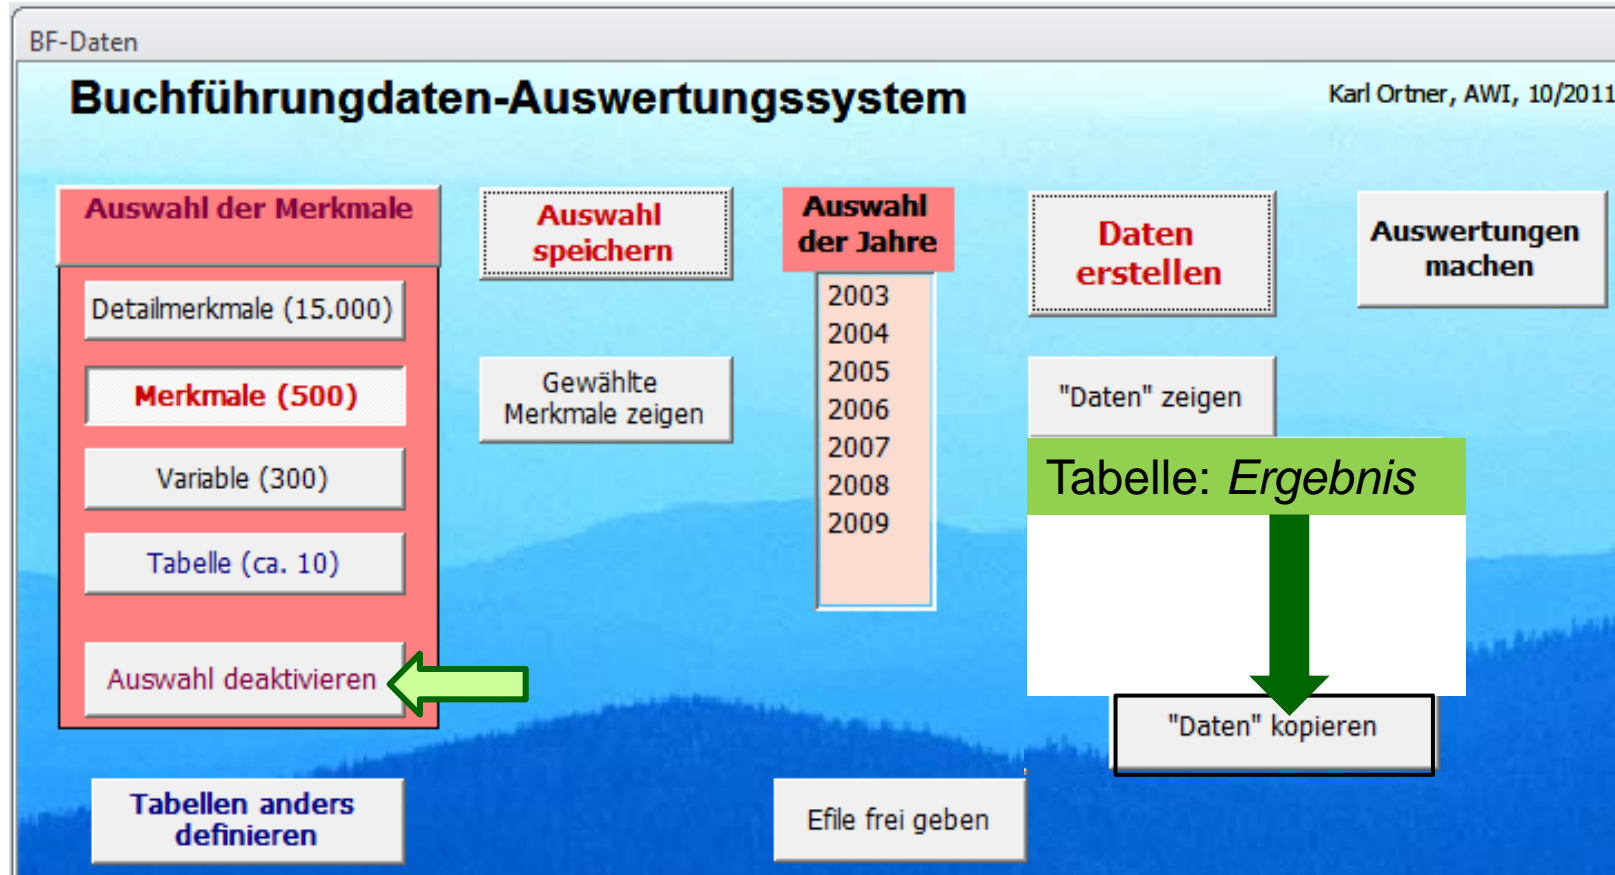 BF-Daten
Buchführungdaten-Auswertungssystem
Karl Ortner, AWI, 10/2011
Auswahl der Merkmale
Detailmerkmale (15.000)
Merkmale (500)
Variable (300)
Tabelle (ca. 10)
Auswahl deaktivieren
Tabellen anders
definieren
Auswahl
speichern
Gewählte
Merkmale zeigen
Auswahl
der Jahre
2003
2004
2005
2006
2007
2008
2009
Efile frei geben
Daten
erstellen
"Daten" zeigen
Tabelle: Ergebnis
"Daten" kopieren
Auswertungen
machen